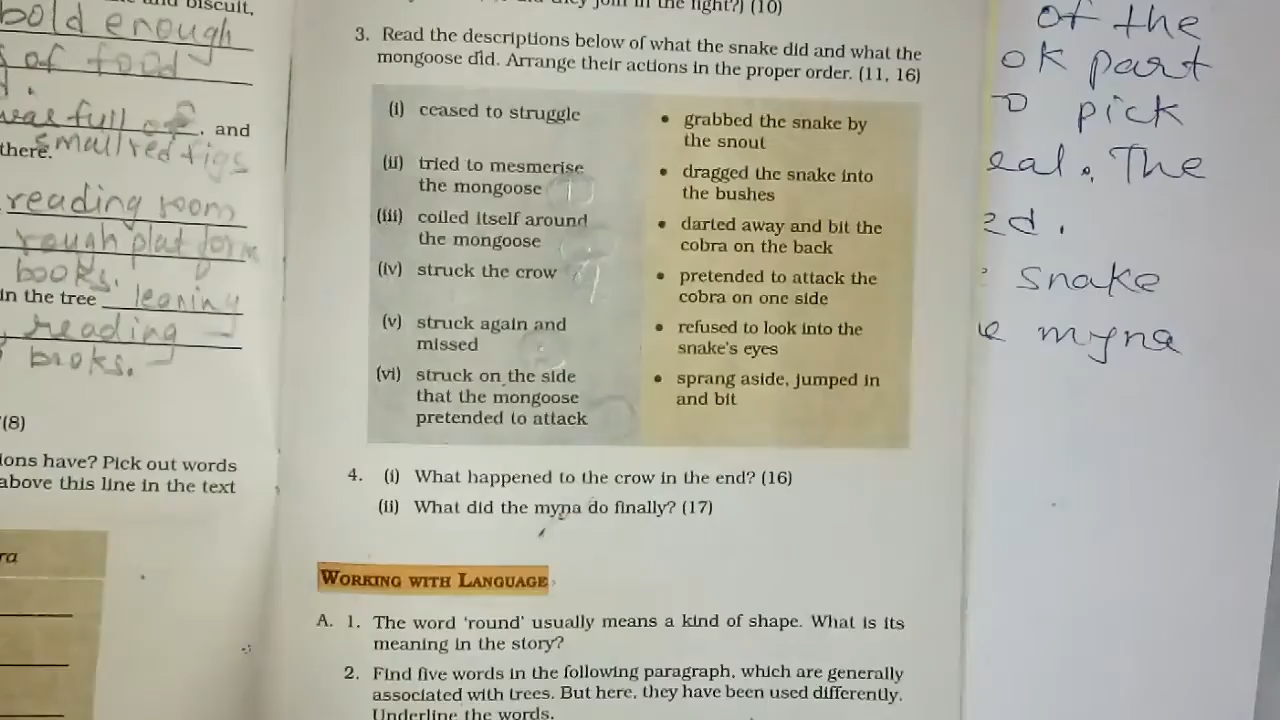 biscuit,
bold enough
of food
was full of, and
there. small red figs
reading room
rough platform
books.
in the tree leaning
reading
books.
(8)
ions have? Pick out words
above this line in the text
ra
join in the fight?) (10)
3. Read the descriptions below of what the snake did and what the
mongoose did. Arrange their actions in the proper order. (11, 16)
(i) ceased to struggle
(ii) tried to mesmerise
the mongoose
(iii) coiled itself around
the mongoose
(iv) struck the crow
(v) struck again and
missed
(vi) struck on the side
that the mongoose
pretended to attack
• grabbed the snake by
the snout
• dragged the snake into
the bushes
• darted away and bit the
cobra on the back
• pretended to attack the
cobra on one side
• refused to look into the
snake's eyes
• sprang aside, jumped in
and bit
4. (i) What happened to the crow in the end? (16)
(ii) What did the myna do finally? (17)
WORKING WITH LANGUAGE
A. 1. The word 'round' usually means a kind of shape. What is its
meaning in the story?
2. Find five words in the following paragraph, which are generally
associated with trees. But here, they have been used differently.
Underline the words.
of the
ok part
pick
eal. The
ed.
snake
myna